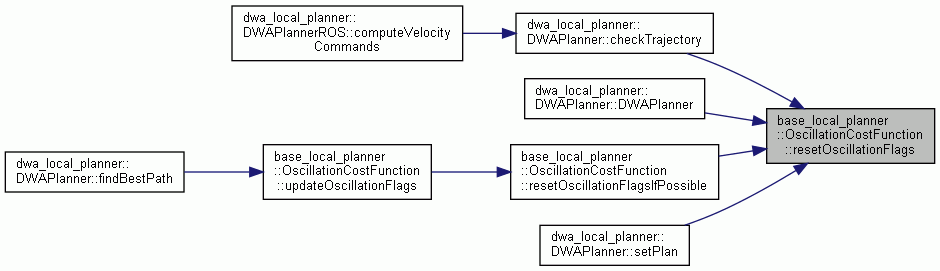 dwa_local_planner::
DWAPlannerROS::computeVelocity
Commands
dwa_local_planner::
DWAPlanner::checkTrajectory
dwa_local_planner::
DWAPlanner::DWAPlanner
base_local_planner
::OscillationCostFunction
::resetOscillationFlags
dwa_local_planner::
DWAPlanner::findBestPath
base_local_planner
::OscillationCostFunction
::updateOscillationFlags
base_local_planner
::OscillationCostFunction
::resetOscillationFlagsIfPossible
dwa_local_planner::
DWAPlanner::setPlan